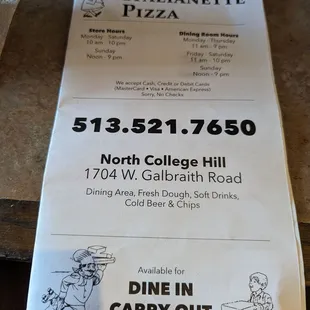 PIZZA
Store Hours
Monday - Saturday
10 am - 10 pm
Sunday
Noon - 9 pm
Dining Room Hours
Monday - Thursday
11 am - 9 pm
Friday - Saturday
11 am - 10 pm
Sunday
Noon - 9 pm
We accept Cash, Credit or Debit Cards
(MasterCard • Visa • American Express)
Sorry, No Checks
513.521.7650
North College Hill
1704 W. Galbraith Road
Dining Area, Fresh Dough, Soft Drinks,
Cold Beer & Chips
Available for
DINE IN
CARRY OUT